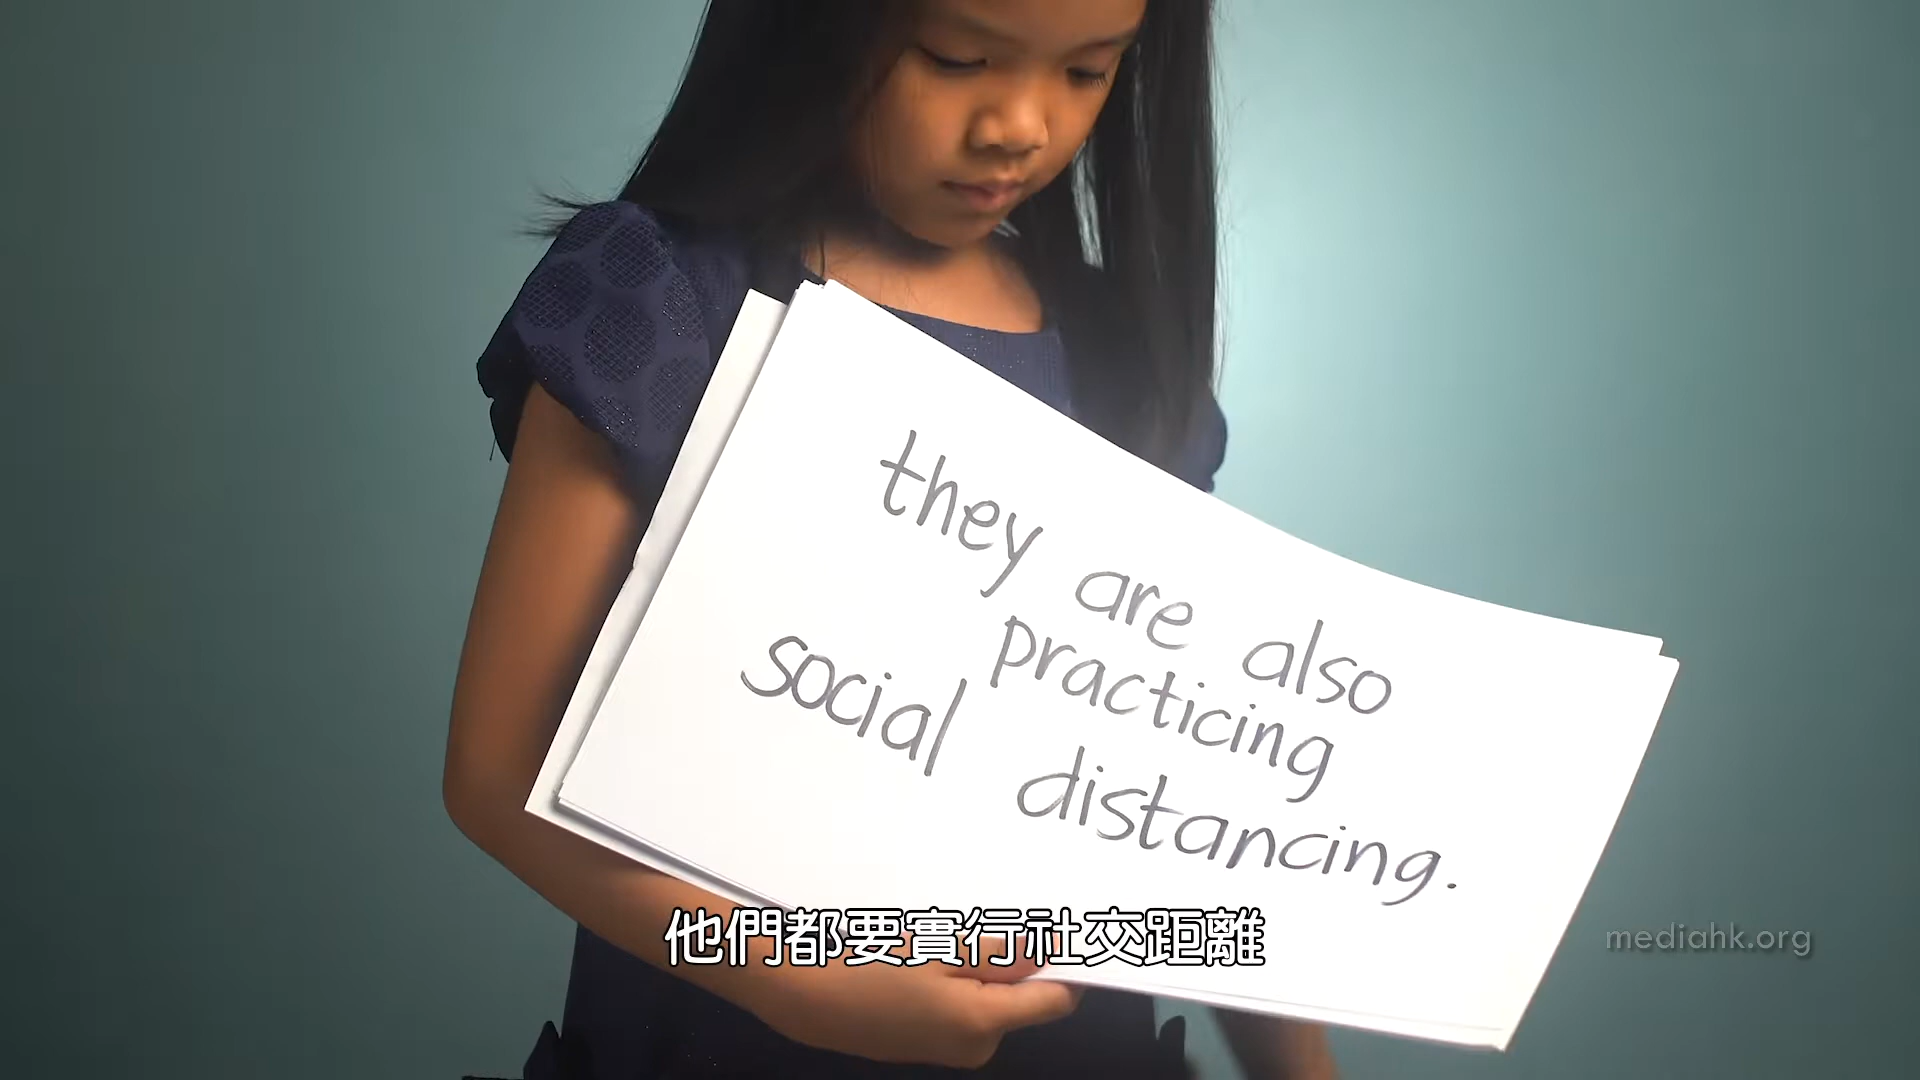 they are also
practicing
social distancing.
他們都要實行社交距離
mediahk.org